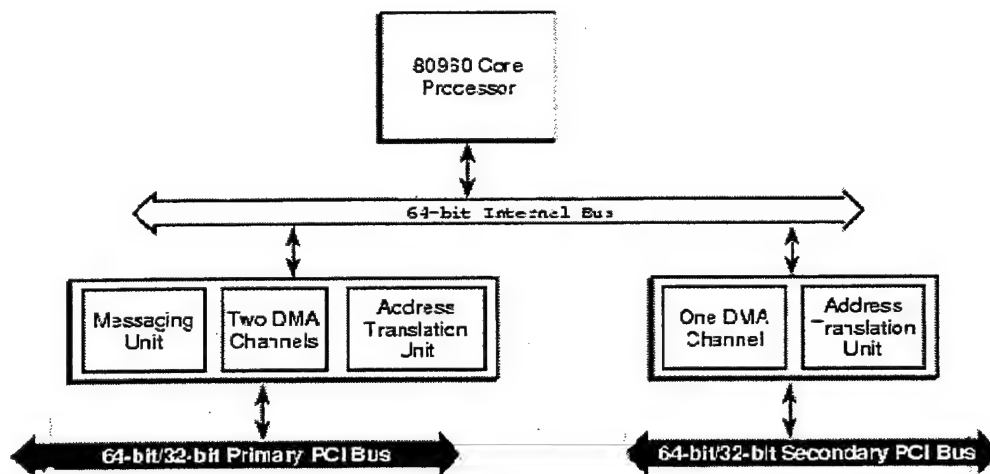 80960 Core
Processor
64-bit Internal Bus
Messaging
Unit
Two DMA
Channels
Address
Translation
Unit
One DMA
Channel
Address
Translation
Unit
64-bit/32-bit Primary PCI Bus
64-bit/32-bit Secondary PCI Bus